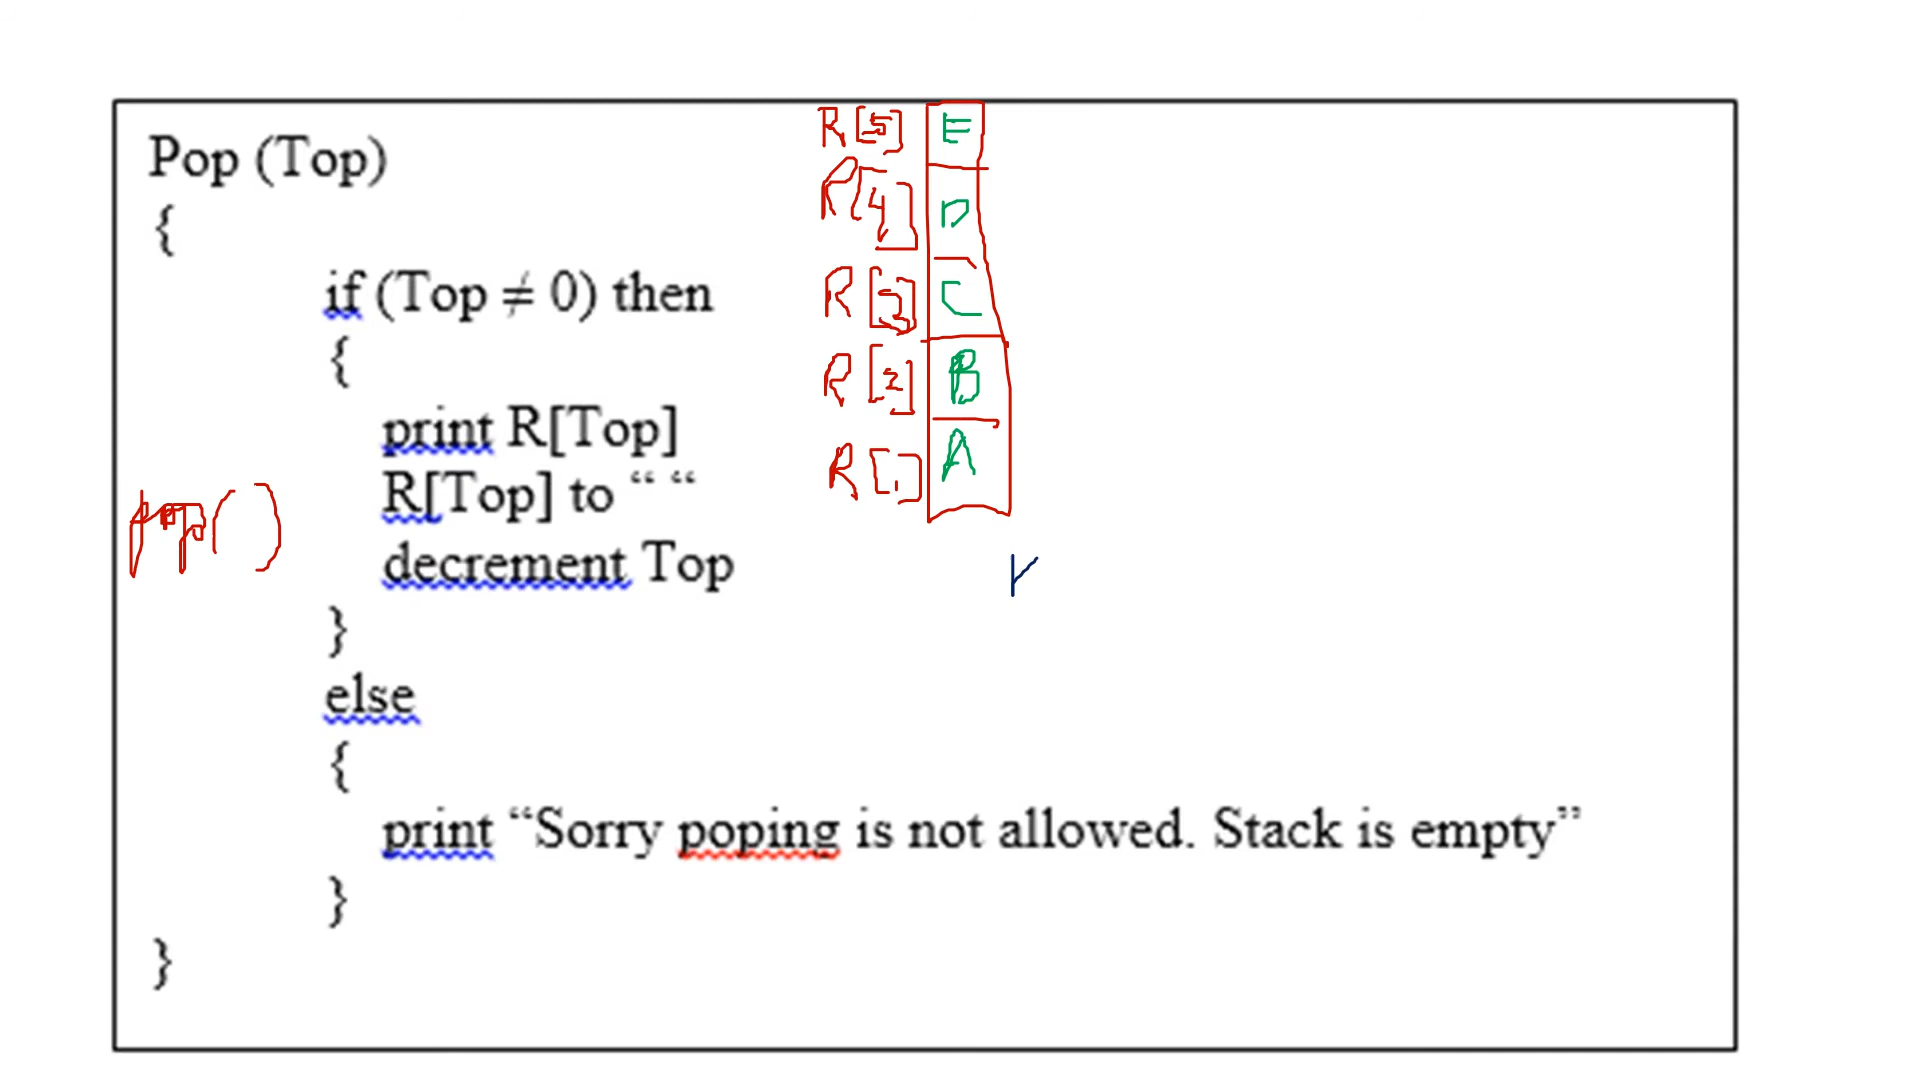 Pop (Top)
{
if (Top ≠ 0) then
{
print R[Top]
R[Top] to “ “
decrement Top
}
else
{
print “Sorry poping is not allowed. Stack is empty”
}
}
pop()
R[5] E
R[4] D
R[3] C
R[2] B
R[1] A